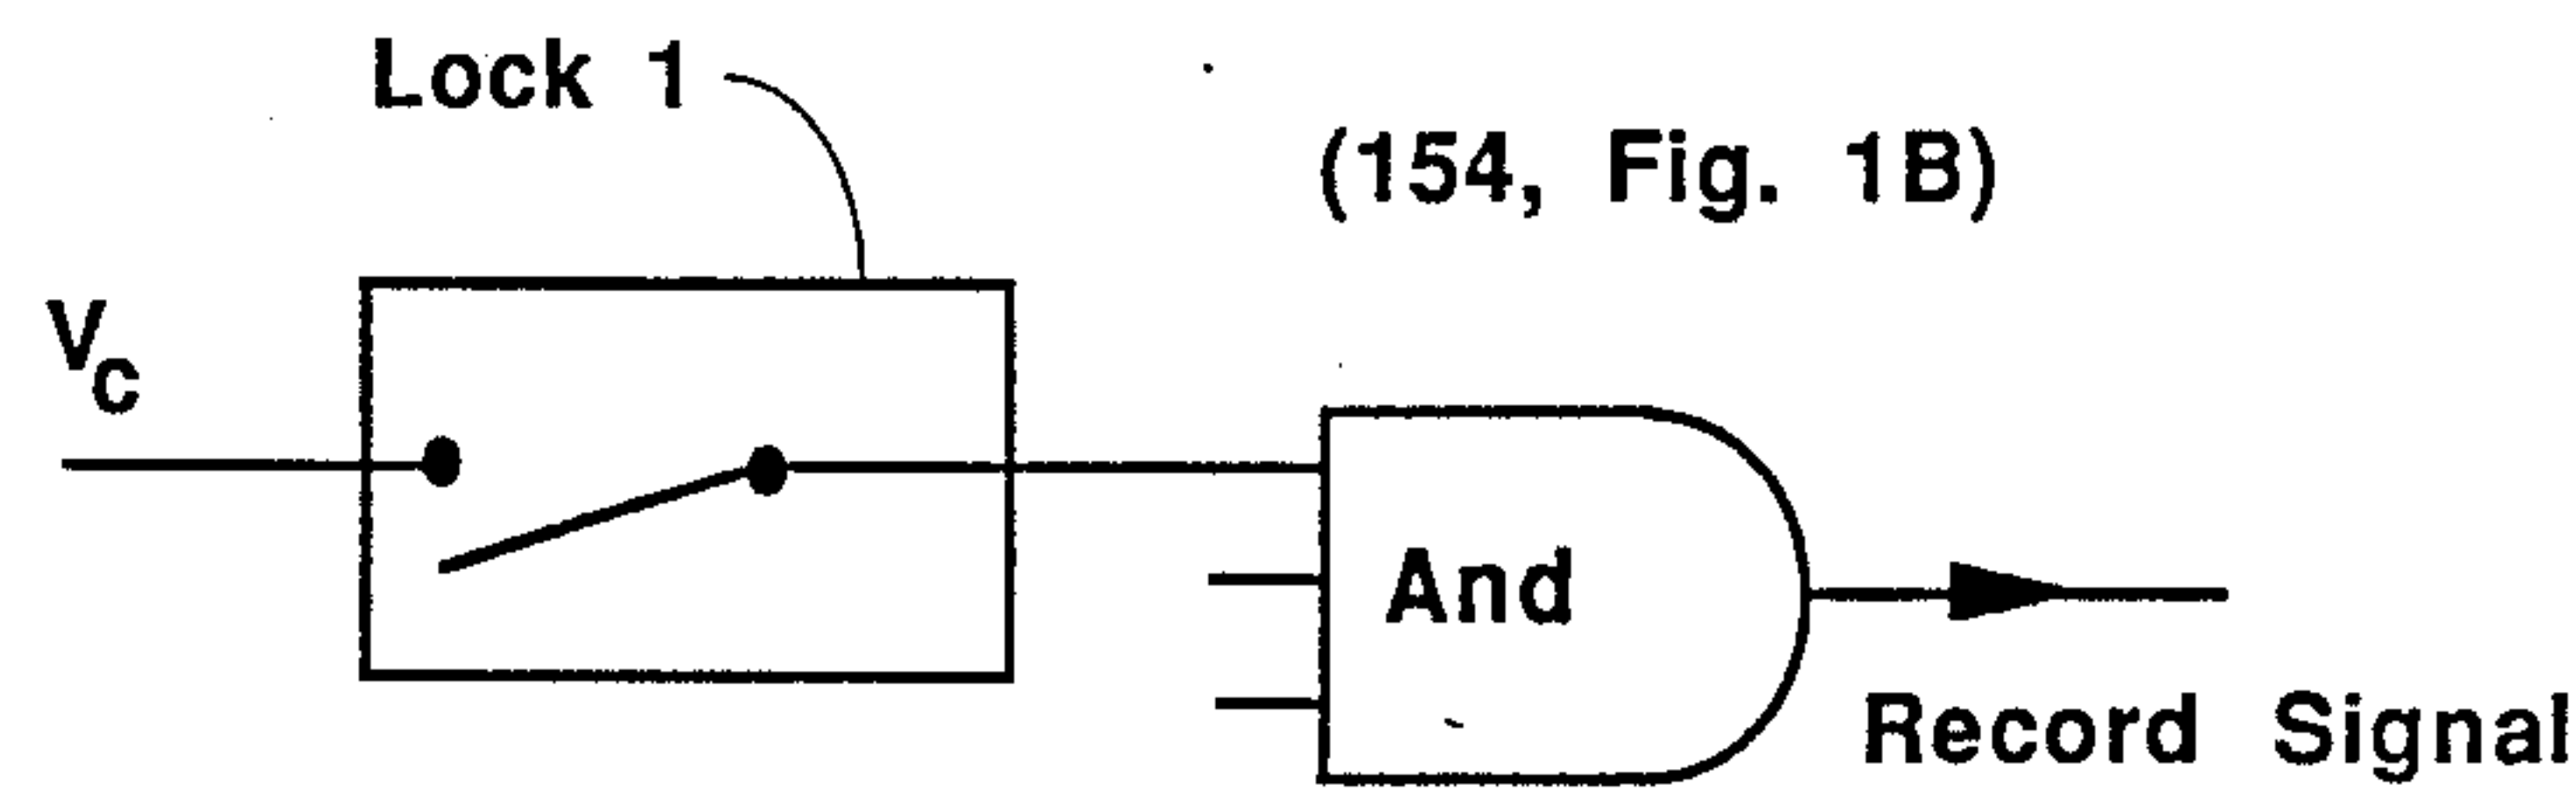 Lock 1
(154, Fig. 1B)
Vc
And
Record Signal